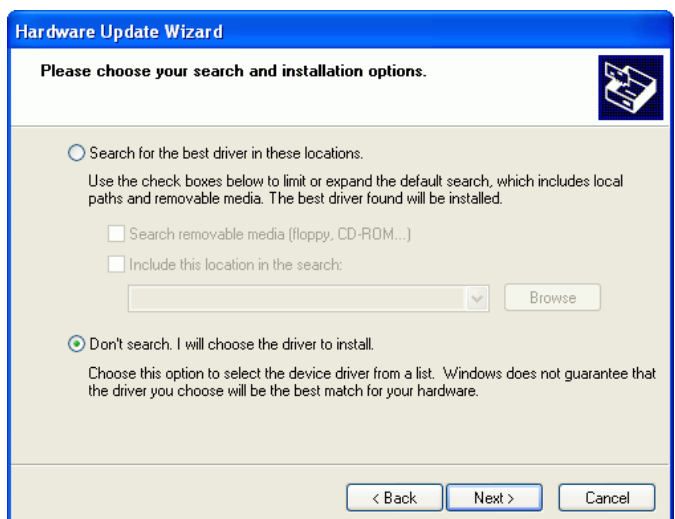 Hardware Update Wizard
Please choose your search and installation options.
Search for the best driver in these locations.
Use the check boxes below to limit or expand the default search, which includes local
paths and removable media. The best driver found will be installed.
Search removable media (floppy, CD-ROM...)
Include this location in the search:
Browse
Don't search. I will choose the driver to install.
Choose this option to select the device driver from a list.  Windows does not guarantee that
the driver you choose will be the best match for your hardware.
< Back
Next >
Cancel